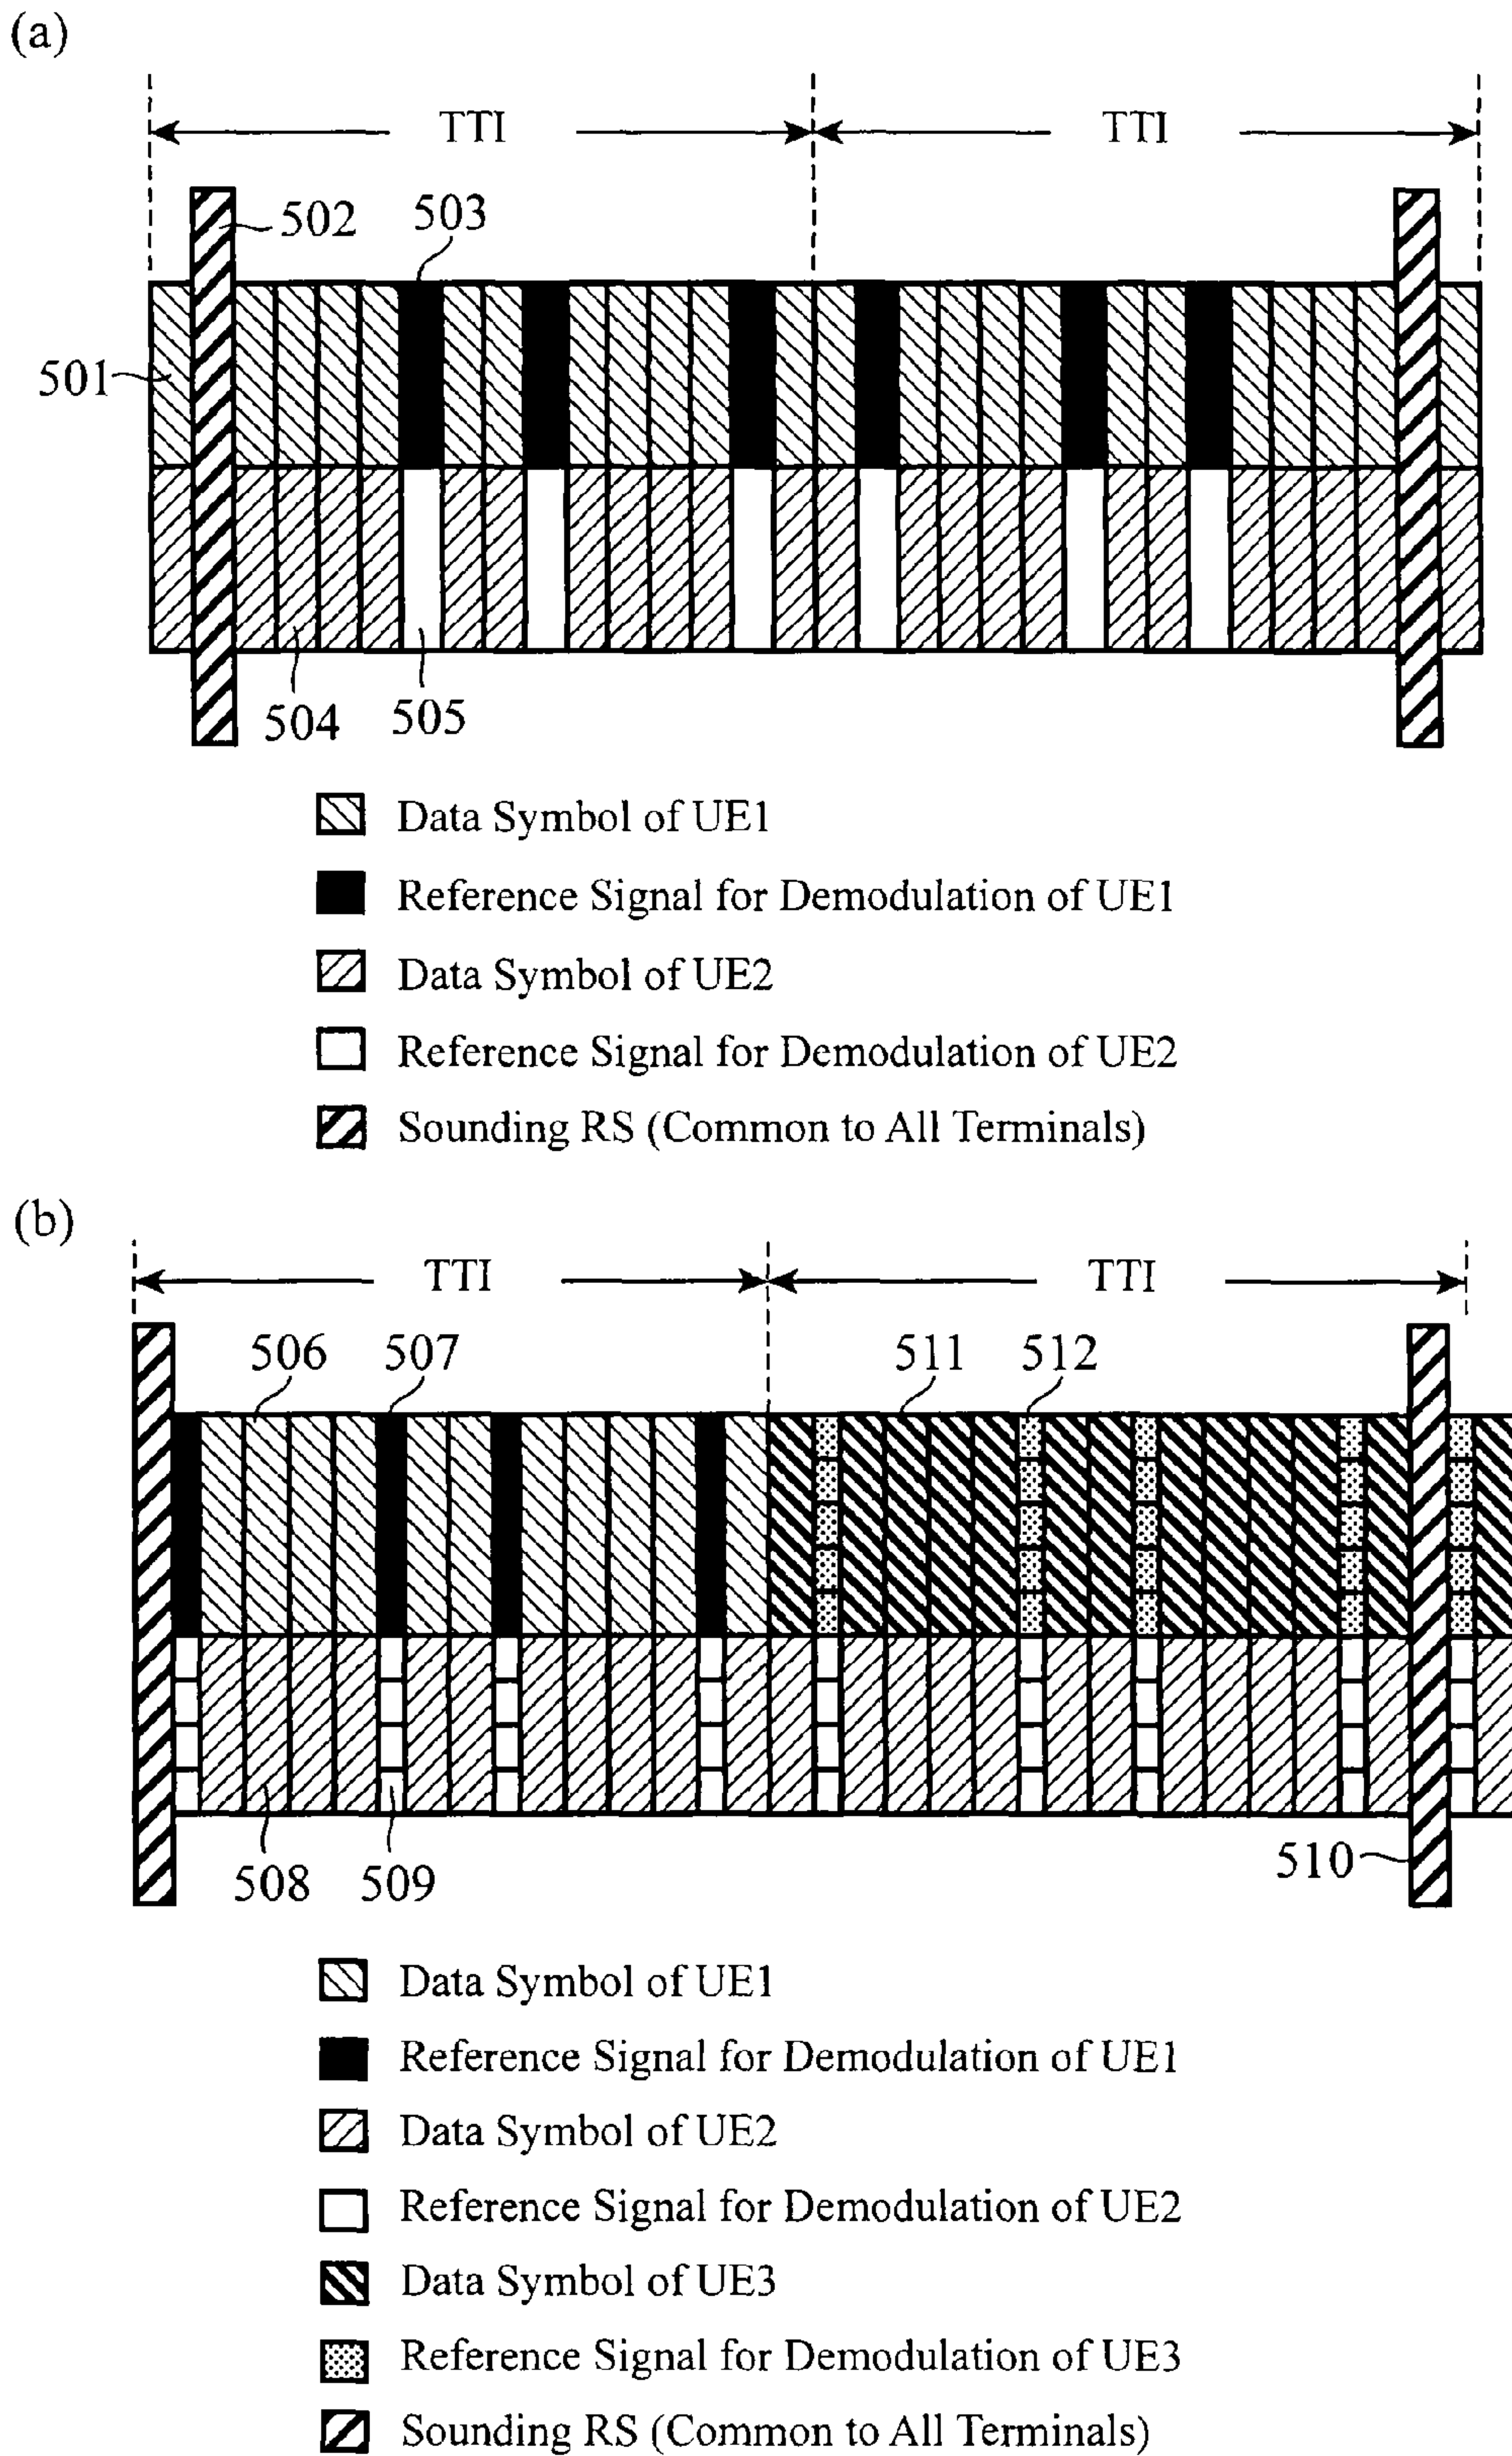 (a)
TTI TTI
502
503
501
504
505
Data Symbol of UE1
Reference Signal for Demodulation of UE1
Data Symbol of UE2
Reference Signal for Demodulation of UE2
Sounding RS (Common to All Terminals)
(b)
TTI TTI
506 507 511 512
510
508 509
Data Symbol of UE1
Reference Signal for Demodulation of UE1
Data Symbol of UE2
Reference Signal for Demodulation of UE2
Data Symbol of UE3
Reference Signal for Demodulation of UE3
Sounding RS (Common to All Terminals)